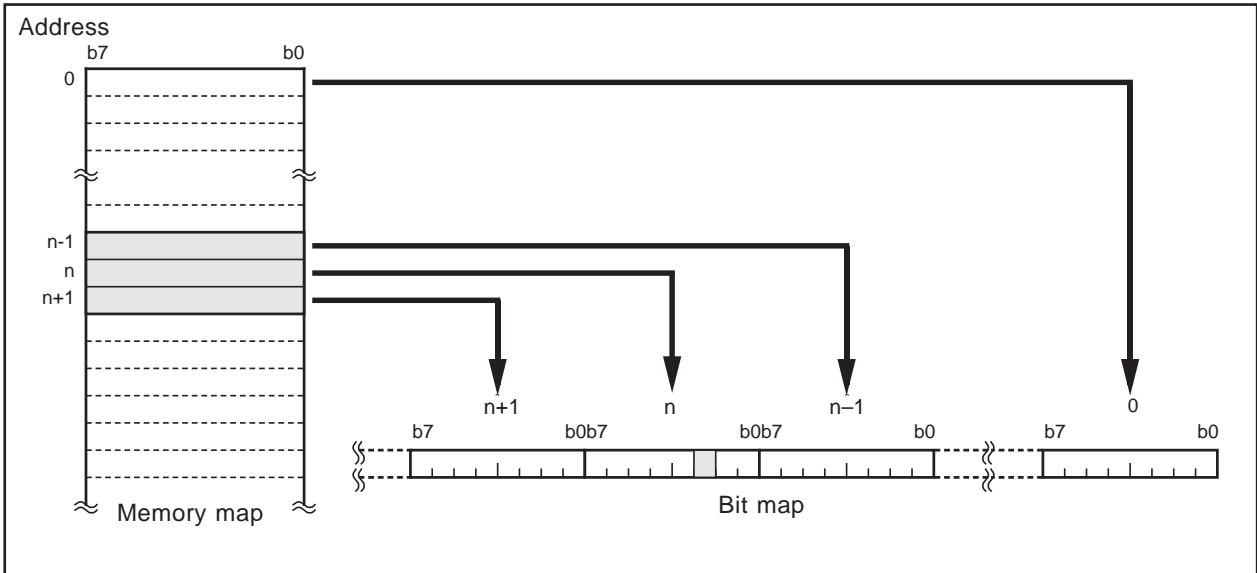 Address
b7 b0
0
n-1
n
n+1
n+1 n n–1 0
b7 b0b7 b0b7 b0 b7 b0
Memory map
Bit map